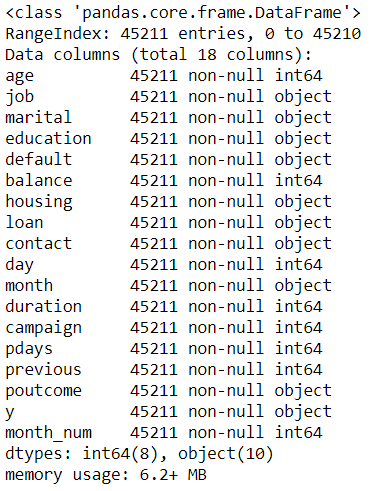 <class 'pandas.core.frame.DataFrame'>
RangeIndex: 45211 entries, 0 to 45210
Data columns (total 18 columns):
age          45211 non-null int64
job          45211 non-null object
marital      45211 non-null object
education    45211 non-null object
default      45211 non-null object
balance      45211 non-null int64
housing      45211 non-null object
loan         45211 non-null object
contact      45211 non-null object
day          45211 non-null int64
month        45211 non-null object
duration     45211 non-null int64
campaign     45211 non-null int64
pdays        45211 non-null int64
previous     45211 non-null int64
poutcome     45211 non-null object
y            45211 non-null object
month_num    45211 non-null int64
dtypes: int64(8), object(10)
memory usage: 6.2+ MB